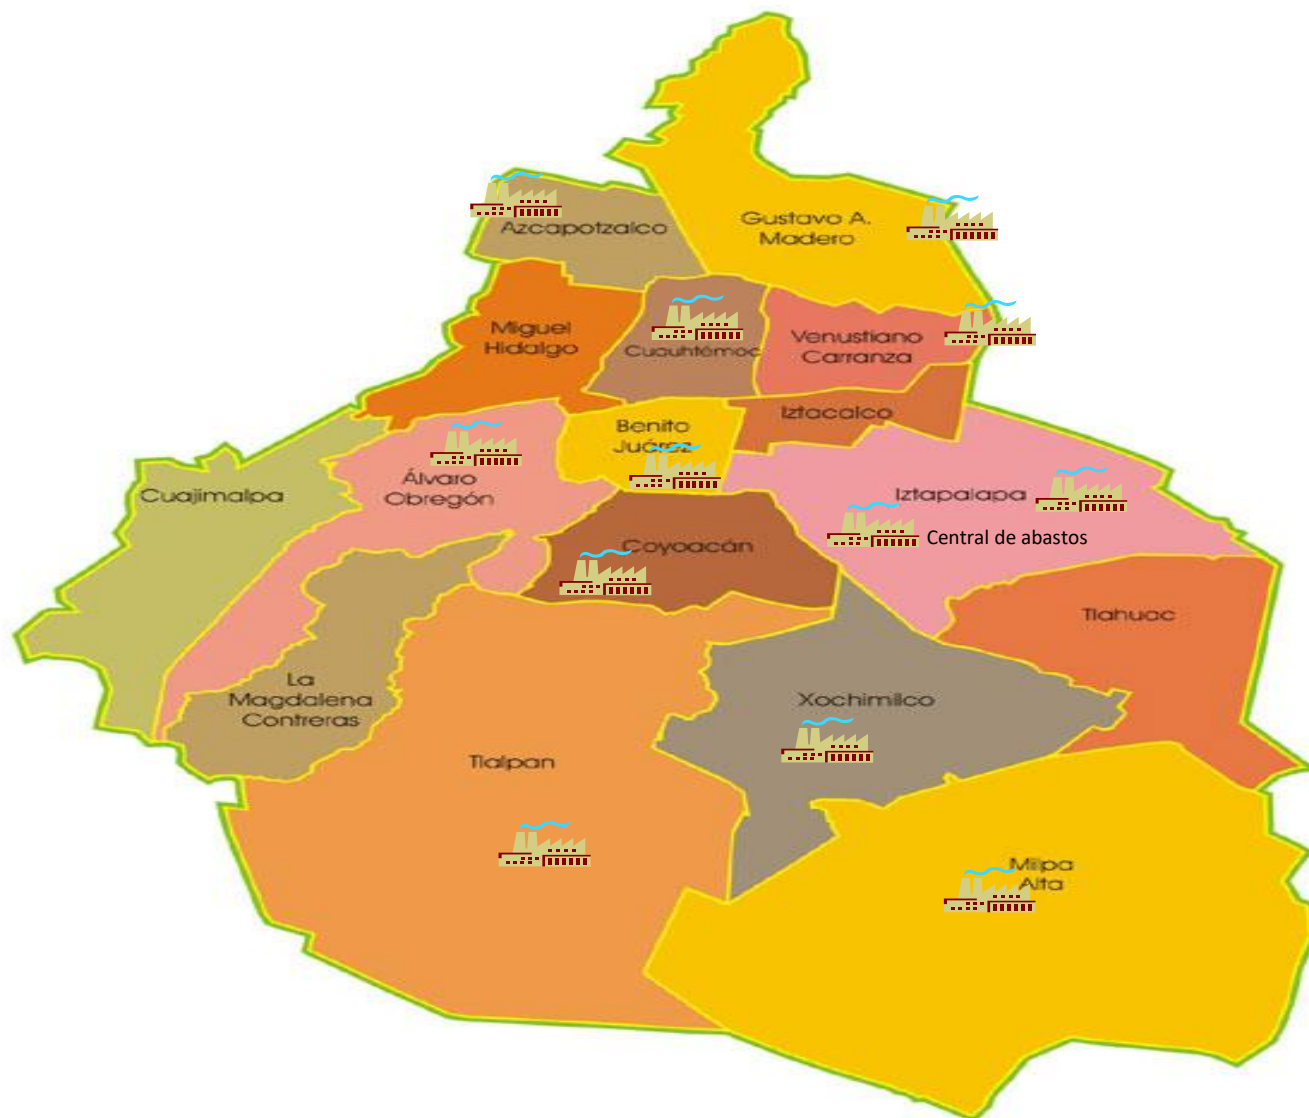 Azcapotzalco
Gustavo A.
Madero
Miguel
Hidalgo
Cuauhtémoc
Venustiano
Carranza
Iztacalco
Benito
Juárez
Cuajimalpa
Álvaro
Obregón
Iztapalapa
Central de abastos
Coyoacán
Tlahuac
La
Magdalena
Contreras
Xochimilco
Tlalpan
Milpa
Alta